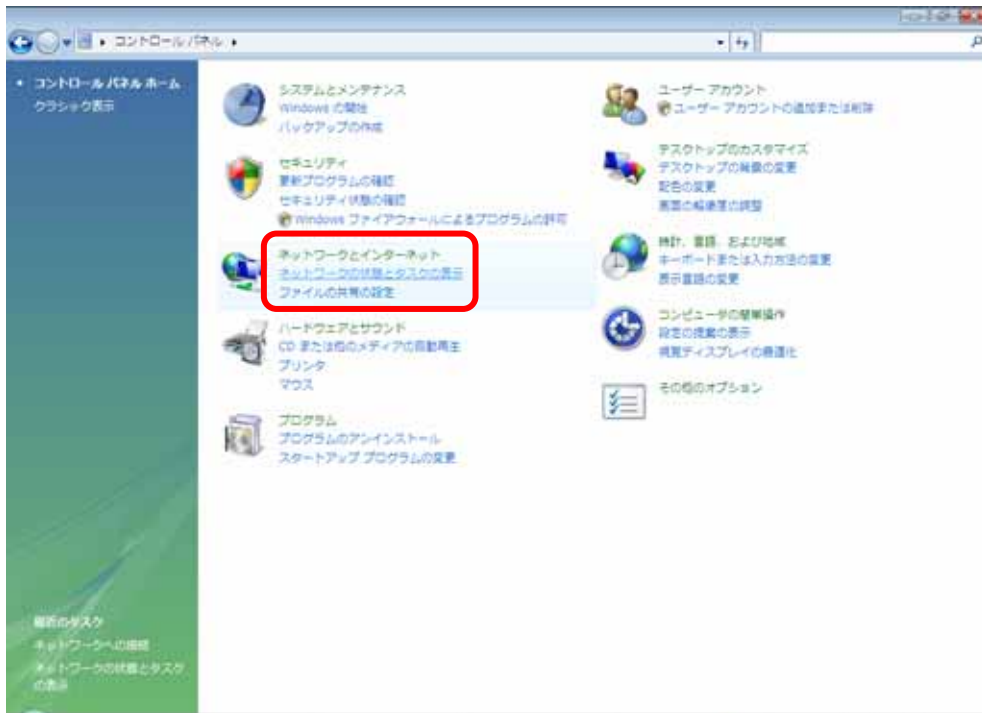 コントロール パネル
コントロール パネル ホーム
クラシック表示
システムとメンテナンス
Windows の開始
バックアップの作成
セキュリティ
更新プログラムの確認
セキュリティ状態の確認
Windows ファイアウォールによるプログラムの許可
ネットワークとインターネット
ネットワークの状態とタスクの表示
ファイルの共有の設定
ハードウェアとサウンド
CD または他のメディアの自動再生
プリンタ
マウス
プログラム
プログラムのアンインストール
スタートアップ プログラムの変更
ユーザー アカウント
ユーザー アカウントの追加または削除
デスクトップのカスタマイズ
デスクトップの背景の変更
配色の変更
画面の解像度の調整
時計、言語、および地域
キーボードまたは入力方法の変更
表示言語の変更
コンピュータの簡単操作
設定の提案の表示
視覚ディスプレイの最適化
その他のオプション
最近のタスク
ネットワークへの接続
ネットワークの状態とタスク
の表示